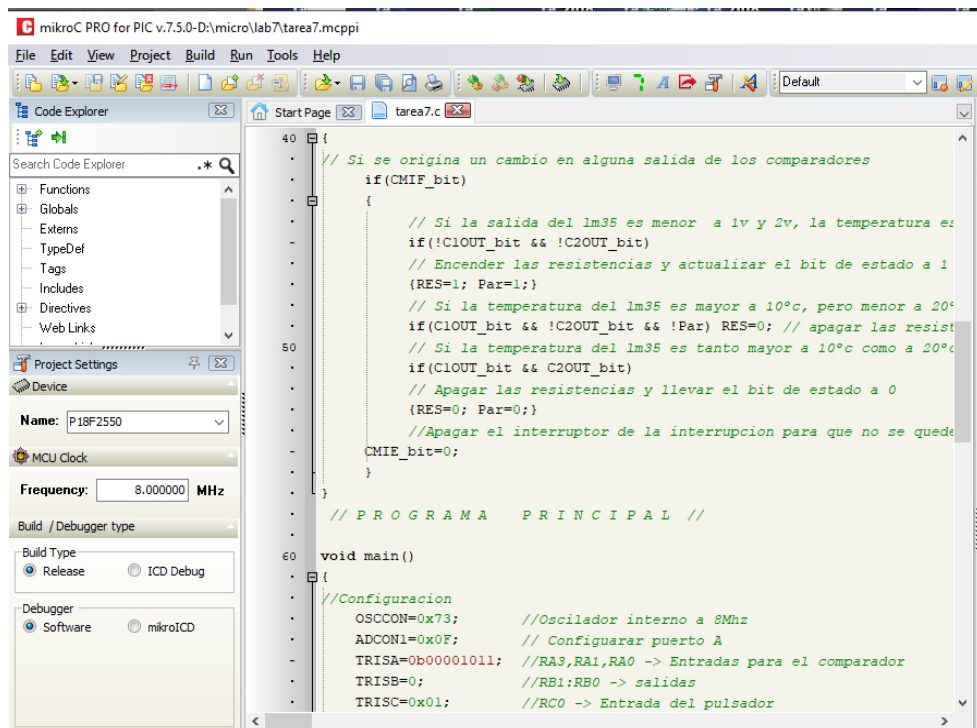 mikroC PRO for PIC v.7.5.0-D:\micro\lab7\tarea7.mcppi
File Edit View Project Build Run Tools Help
Default
Code Explorer
Start Page
tarea7.c
Search Code Explorer
Functions
Globals
Externs
TypeDef
Tags
Includes
Directives
Web Links
Project Settings
Device
Name: P18F2550
MCU Clock
Frequency: 8.000000 MHz
Build / Debugger type
Build Type
Release ICD Debug
Debugger
Software mikroICD
40 {
// Si se origina un cambio en alguna salida de los comparadores
if(CMIF_bit)
{
// Si la salida del lm35 es menor a 1v y 2v, la temperatura es
if(!C1OUT_bit && !C2OUT_bit)
// Encender las resistencias y actualizar el bit de estado a 1
{RES=1; Par=1;}
// Si la temperatura del lm35 es mayor a 10ºc, pero menor a 20º
if(C1OUT_bit && !C2OUT_bit && !Par) RES=0; // apagar las resist
50 // Si la temperatura del lm35 es tanto mayor a 10ºc como a 20ºc
if(C1OUT_bit && C2OUT_bit)
// Apagar las resistencias y llevar el bit de estado a 0
{RES=0; Par=0;}
//Apagar el interruptor de la interrupcion para que no se quede
CMIE_bit=0;
}
}
// P R O G R A M A P R I N C I P A L //
60 void main()
{
//Configuracion
OSCCON=0x73; //Oscilador interno a 8Mhz
ADCON1=0x0F; // Configuarar puerto A
TRISA=0b00001011; //RA3,RA1,RA0 -> Entradas para el comparador
TRISB=0; //RB1:RB0 -> salidas
TRISC=0x01; //RC0 -> Entrada del pulsador